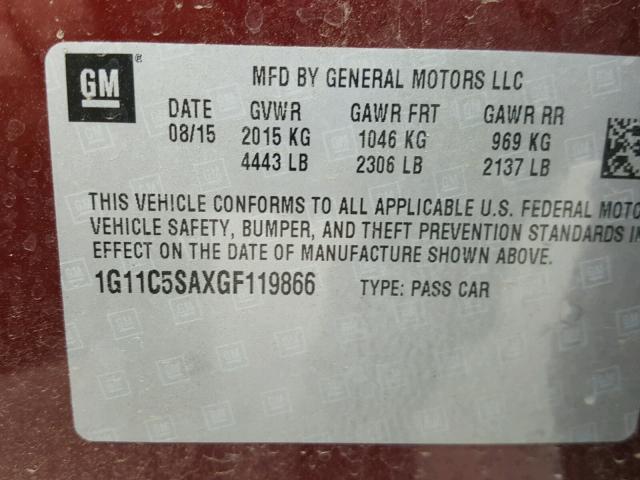 GM ® MFD BY GENERAL MOTORS LLC
DATE GVWR GAWR FRT GAWR RR
08/15 2015 KG 1046 KG 969 KG
4443 LB 2306 LB 2137 LB
THIS VEHICLE CONFORMS TO ALL APPLICABLE U.S. FEDERAL MOTO
VEHICLE SAFETY, BUMPER, AND THEFT PREVENTION STANDARDS IN
EFFECT ON THE DATE OF MANUFACTURE SHOWN ABOVE.
1G11C5SAXGF119866 TYPE: PASS CAR